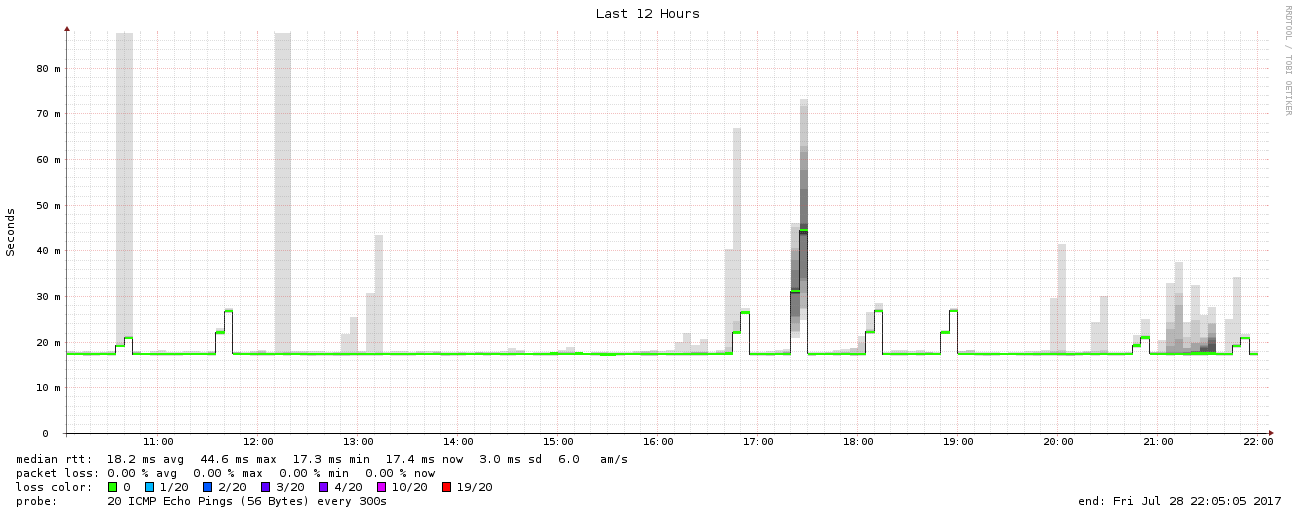 Last 12 Hours
RRDTOOL / TOBI OETIKER
Seconds
80 m
70 m
60 m
50 m
40 m
30 m
20 m
10 m
0
11:00 12:00 13:00 14:00 15:00 16:00 17:00 18:00 19:00 20:00 21:00 22:00
median rtt: 18.2 ms avg 44.6 ms max 17.3 ms min 17.4 ms now 3.0 ms sd 6.0 am/s
packet loss: 0.00 % avg 0.00 % max 0.00 % min 0.00 % now
loss color: 0 1/20 2/20 3/20 4/20 10/20 19/20
probe: 20 ICMP Echo Pings (56 Bytes) every 300s end: Fri Jul 28 22:05:05 2017